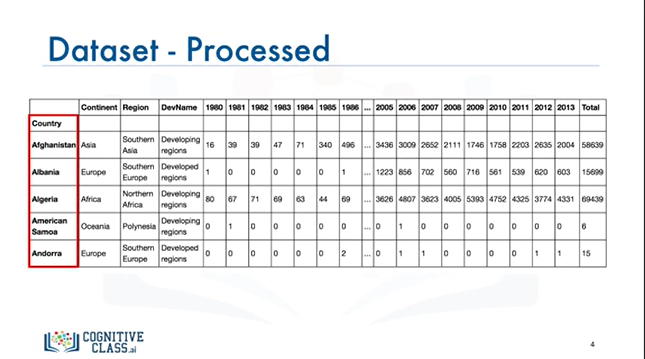 Dataset - Processed
Continent Region DevName 1980 1981 1982 1983 1984 1985 1986 ... 2005 2006 2007 2008 2009 2010 2011 2012 2013 Total
Country
Afghanistan Asia Southern Asia Developing regions 16 39 39 47 71 340 496 ... 3436 3009 2652 2111 1746 1758 2203 2635 2004 58639
Albania Europe Southern Europe Developed regions 1 0 0 0 0 0 1 ... 1223 856 702 560 716 561 539 620 603 15699
Algeria Africa Northern Africa Developing regions 80 67 71 69 63 44 69 ... 3626 4807 3623 4005 5393 4752 4325 3774 4331 69439
American Samoa Oceania Polynesia Developing regions 0 1 0 0 0 0 0 ... 0 1 0 0 0 0 0 0 0 6
Andorra Europe Southern Europe Developed regions 0 0 0 0 0 0 2 ... 0 1 1 0 0 0 0 1 1 15
COGNITIVE
CLASS.ai
4